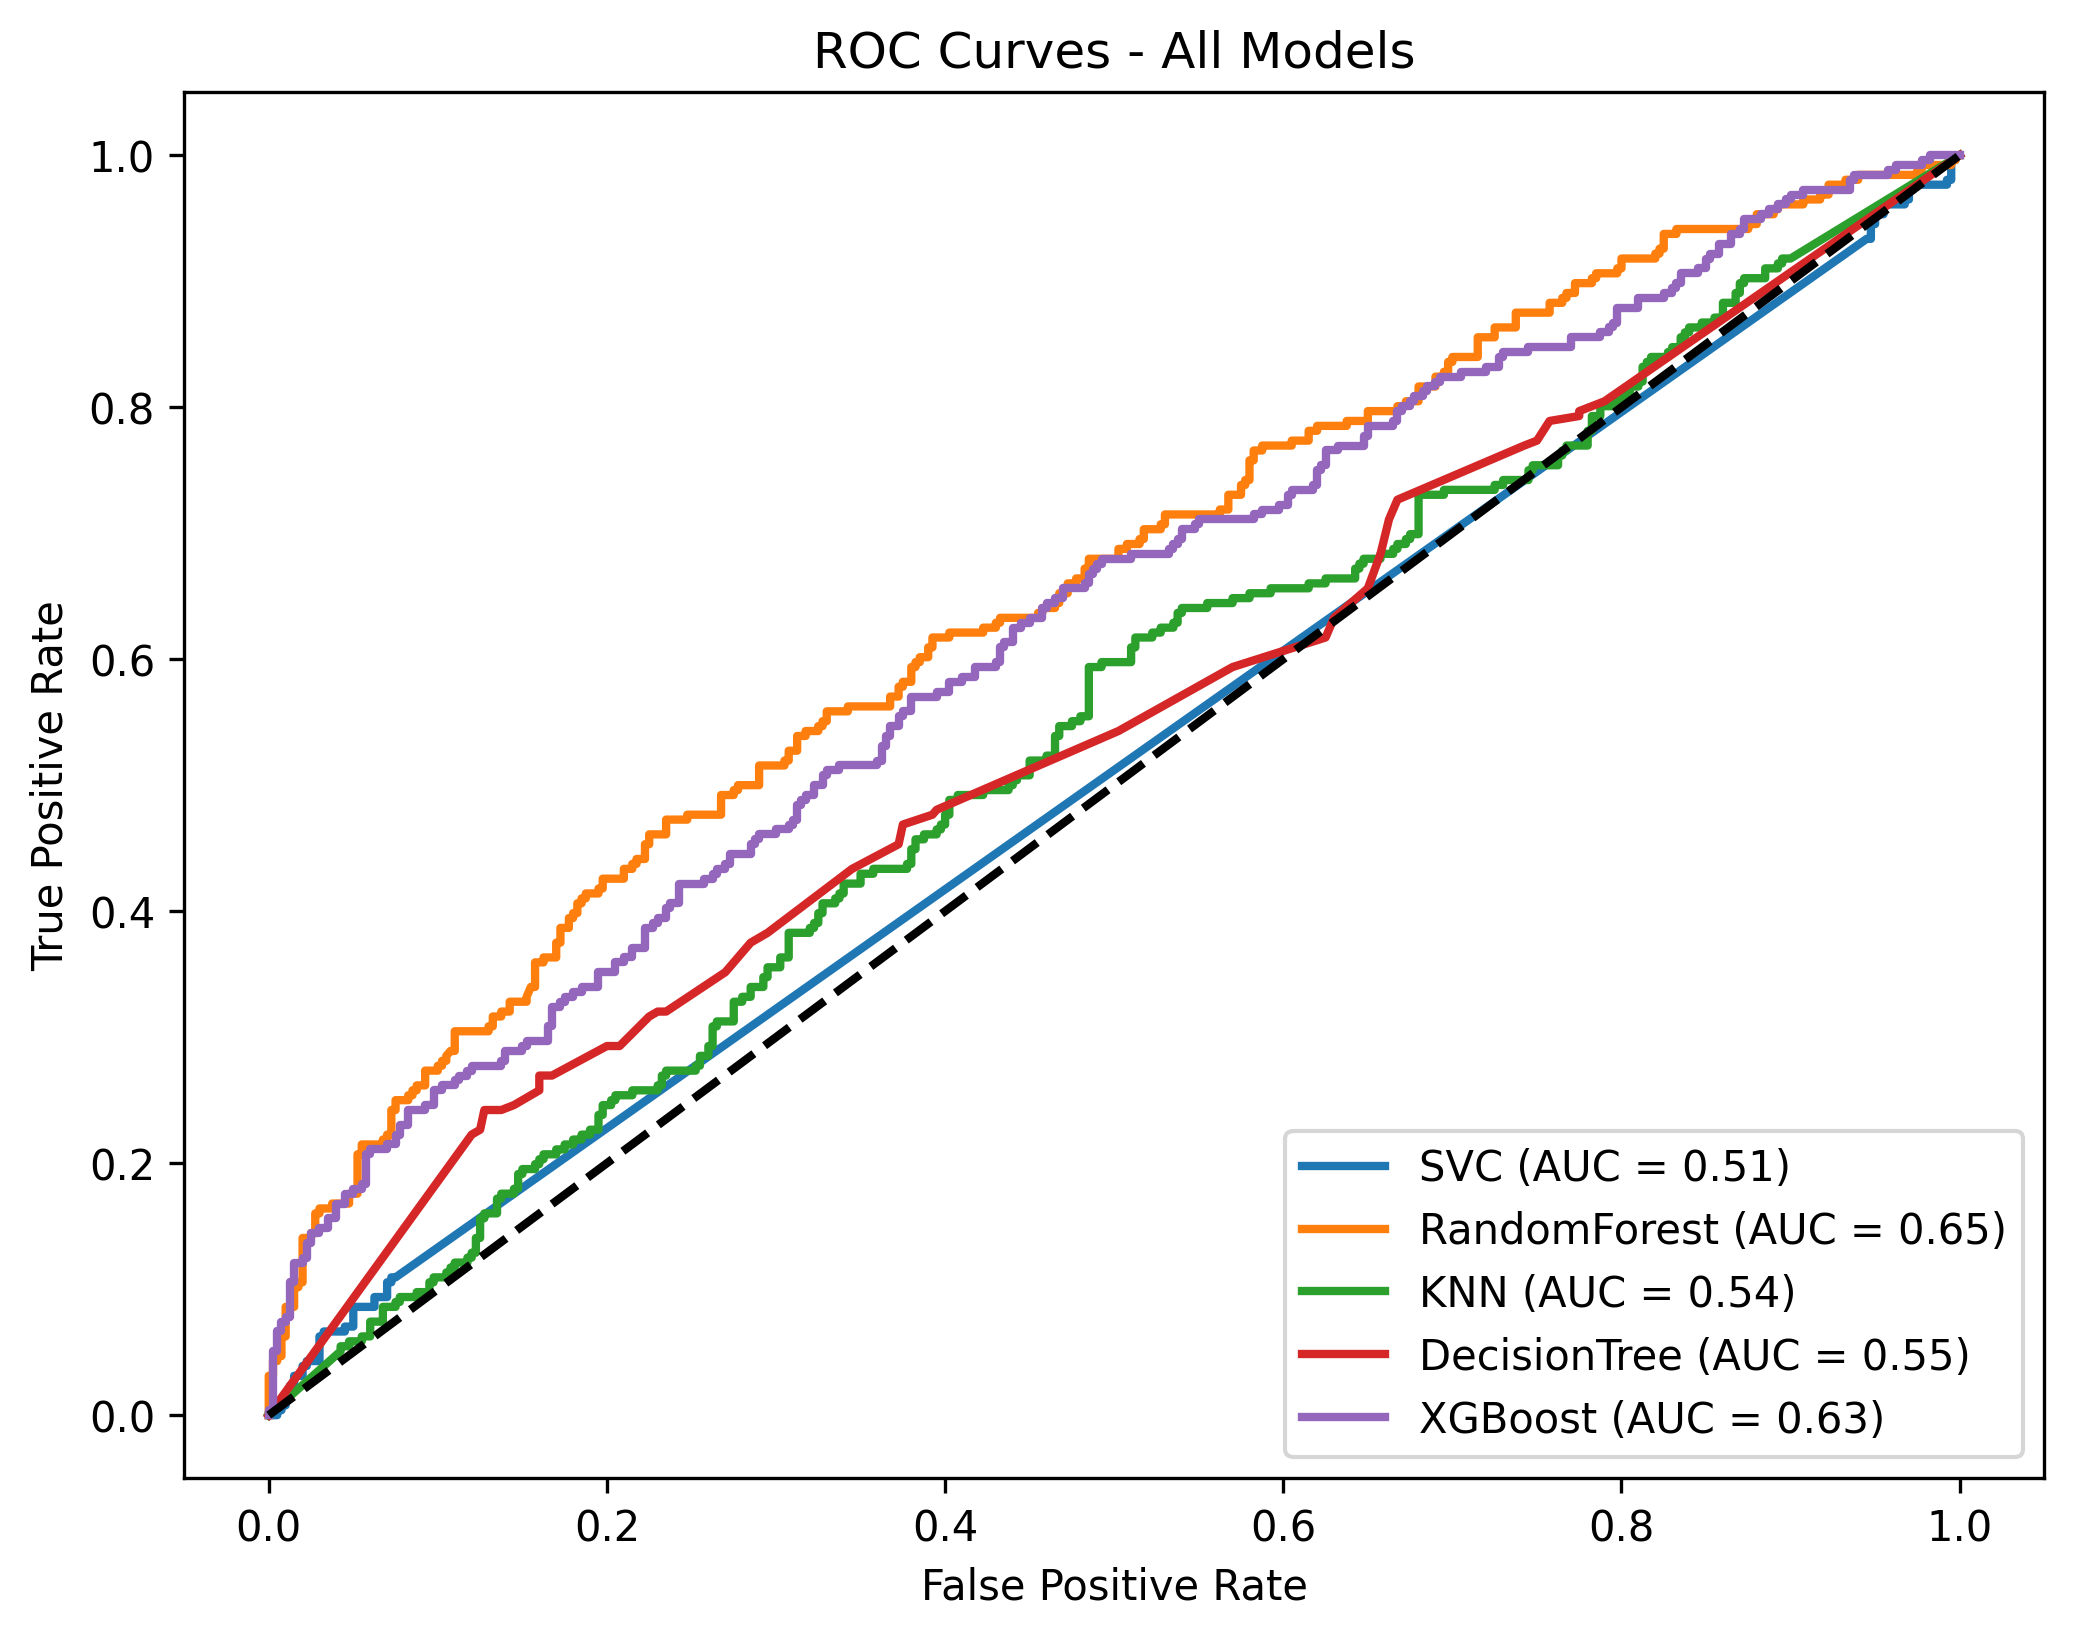 ROC Curves - All Models
True Positive Rate
1.0
0.8
0.6
0.4
0.2
0.0
SVC (AUC = 0.51)
RandomForest (AUC = 0.65)
KNN (AUC = 0.54)
DecisionTree (AUC = 0.55)
XGBoost (AUC = 0.63)
0.0 0.2 0.4 0.6 0.8 1.0
False Positive Rate